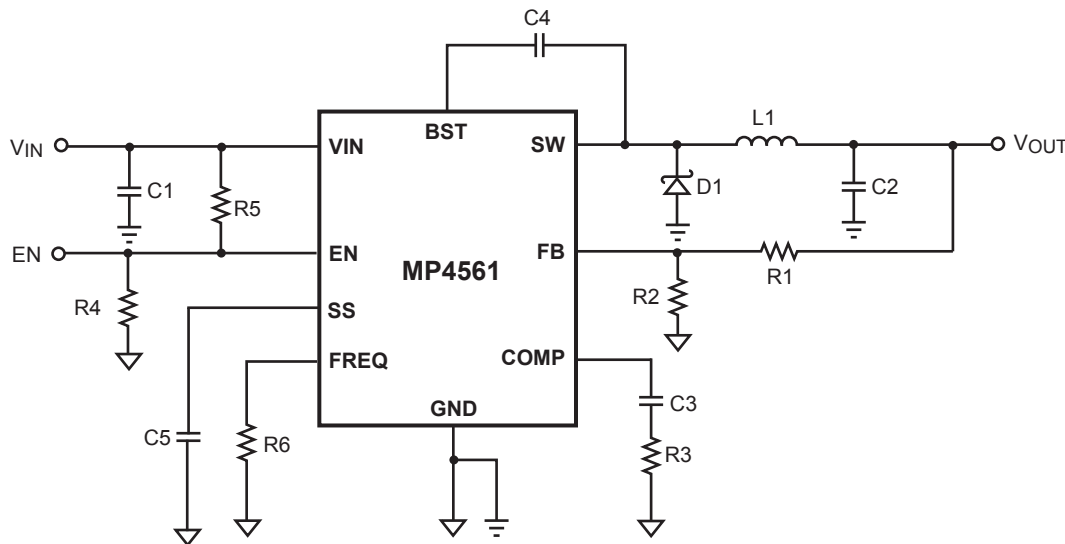 C4
BST
L1
VIN
VIN
SW
VOUT
C1
R5
D1
C2
EN
EN
MP4561
FB
R1
R4
R2
SS
FREQ
COMP
C3
GND
C5
R6
R3